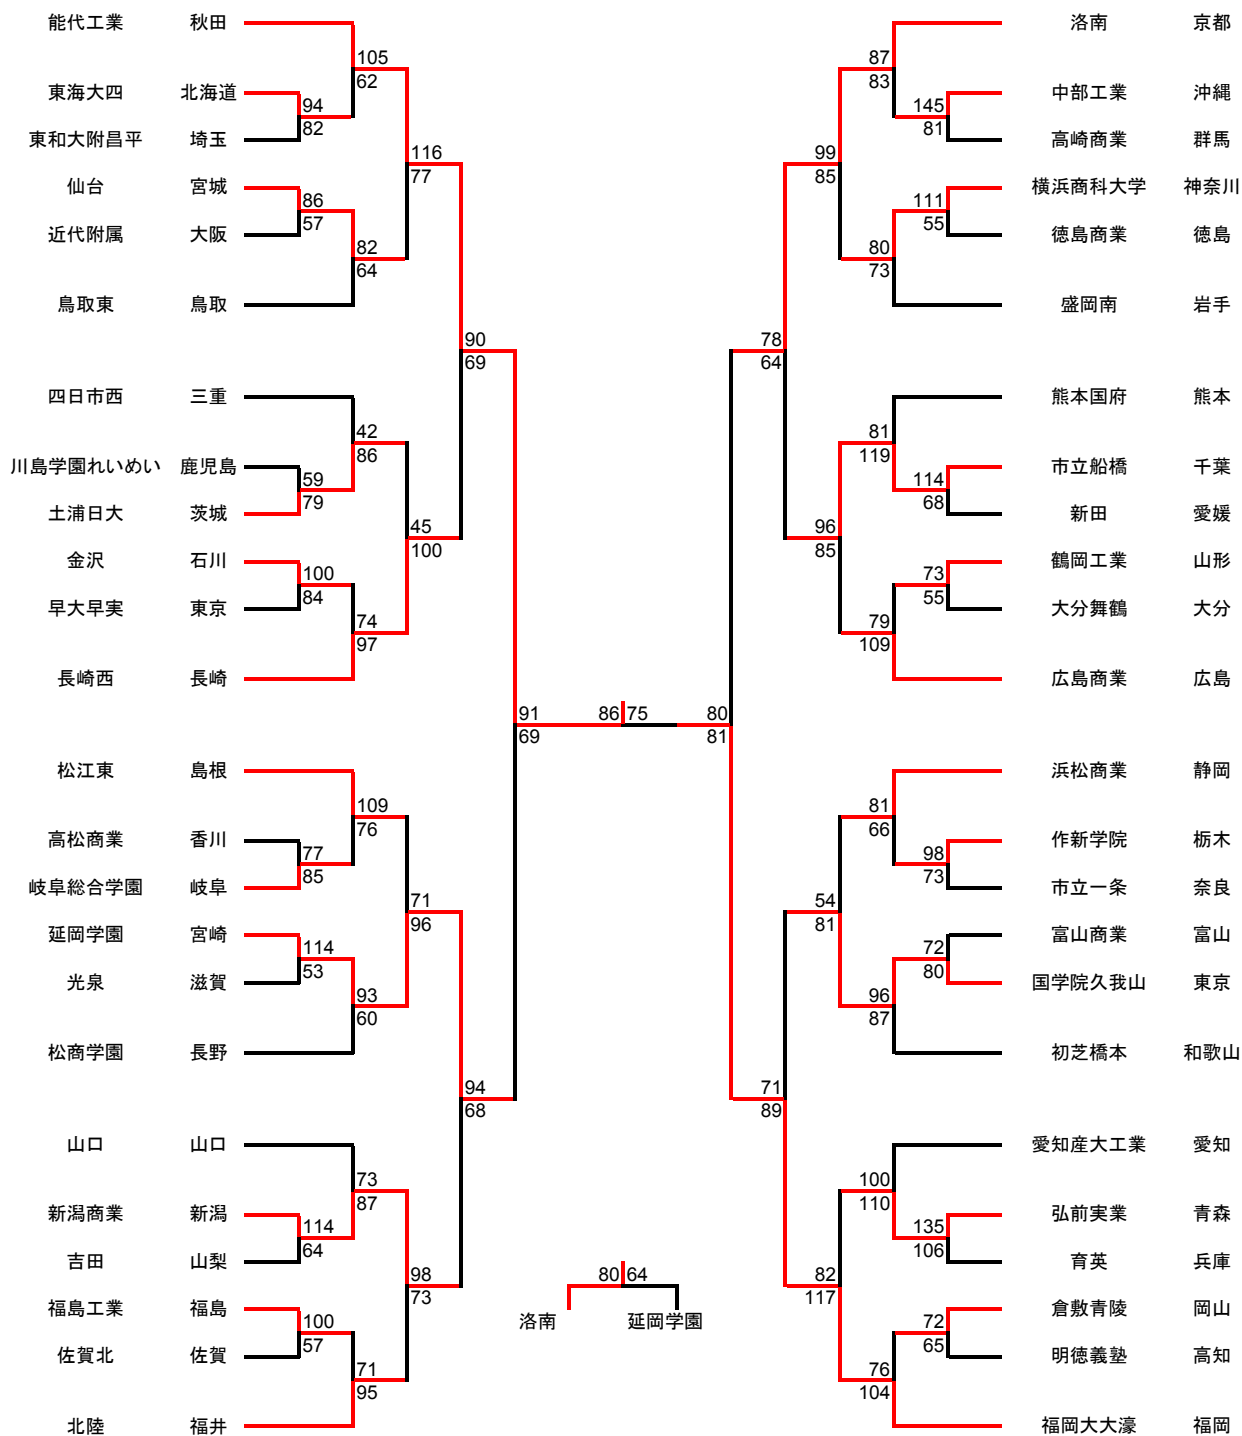 能代工業 秋田
105
62
東海大四 北海道
94
82
東和大附昌平 埼玉
116
77
仙台 宮城
86
57
近代附属 大阪
82
64
鳥取東 鳥取
90
69
四日市西 三重
42
86
川島学園れいめい 鹿児島
59
79
土浦日大 茨城
45
100
金沢 石川
100
84
早大早実 東京
74
97
長崎西 長崎
91
69
松江東 島根
109
76
高松商業 香川
77
85
岐阜総合学園 岐阜
71
96
延岡学園 宮崎
114
53
光泉 滋賀
93
60
松商学園 長野
94
68
山口 山口
73
87
新潟商業 新潟
114
64
吉田 山梨
98
73
福島工業 福島
100
57
佐賀北 佐賀
71
95
北陸 福井
86 75
80 64
洛南 延岡学園
洛南 京都
87
83
中部工業 沖縄
145
81
高崎商業 群馬
99
85
横浜商科大学 神奈川
111
55
徳島商業 徳島
80
73
盛岡南 岩手
78
64
熊本国府 熊本
81
119
市立船橋 千葉
114
68
新田 愛媛
96
85
鶴岡工業 山形
73
55
大分舞鶴 大分
79
109
広島商業 広島
80
81
浜松商業 静岡
81
66
作新学院 栃木
98
73
市立一条 奈良
54
81
富山商業 富山
72
80
国学院久我山 東京
96
87
初芝橋本 和歌山
71
89
愛知産大工業 愛知
100
110
弘前実業 青森
135
106
育英 兵庫
82
117
倉敷青陵 岡山
72
65
明徳義塾 高知
76
104
福岡大大濠 福岡